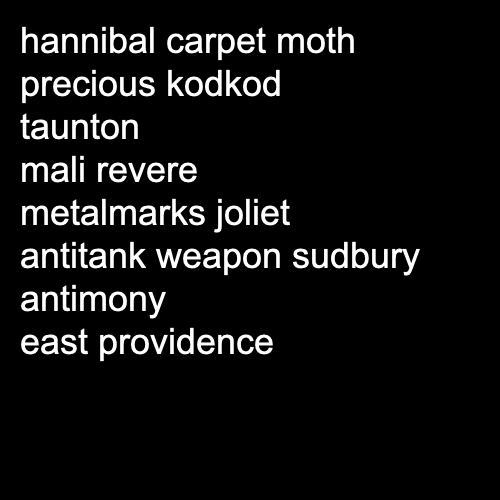 hannibal carpet moth
precious kodkod
taunton
mali revere
metalmarks joliet
antitank weapon sudbury
antimony
east providence